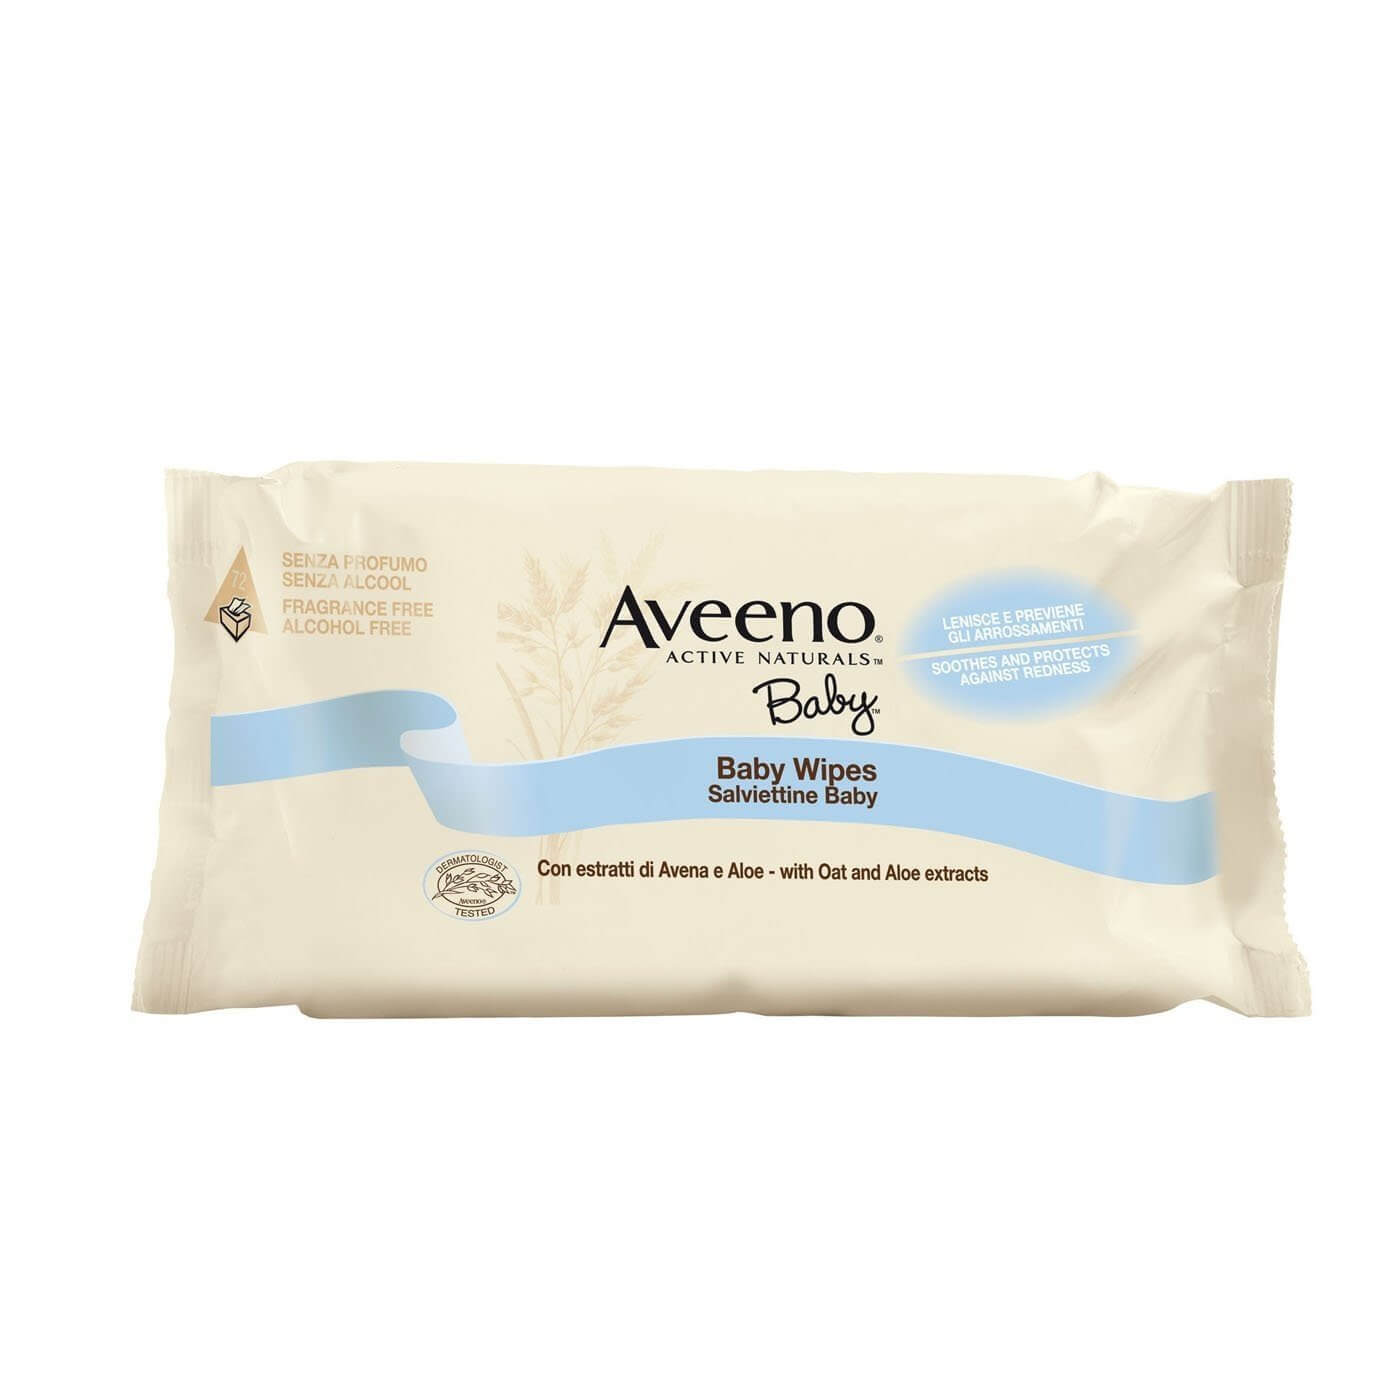 72
SENZA PROFUMO
SENZA ALCOOL
FRAGRANCE FREE
ALCOHOL FREE
Aveeno®
ACTIVE NATURALS™
Baby™
LENISCE E PREVIENE
GLI ARROSSAMENTI
SOOTHES AND PROTECTS
AGAINST REDNESS
Baby Wipes
Salviettine Baby
Con estratti di Avena e Aloe - with Oat and Aloe extracts
DERMATOLOGIST
Aveeno®
TESTED